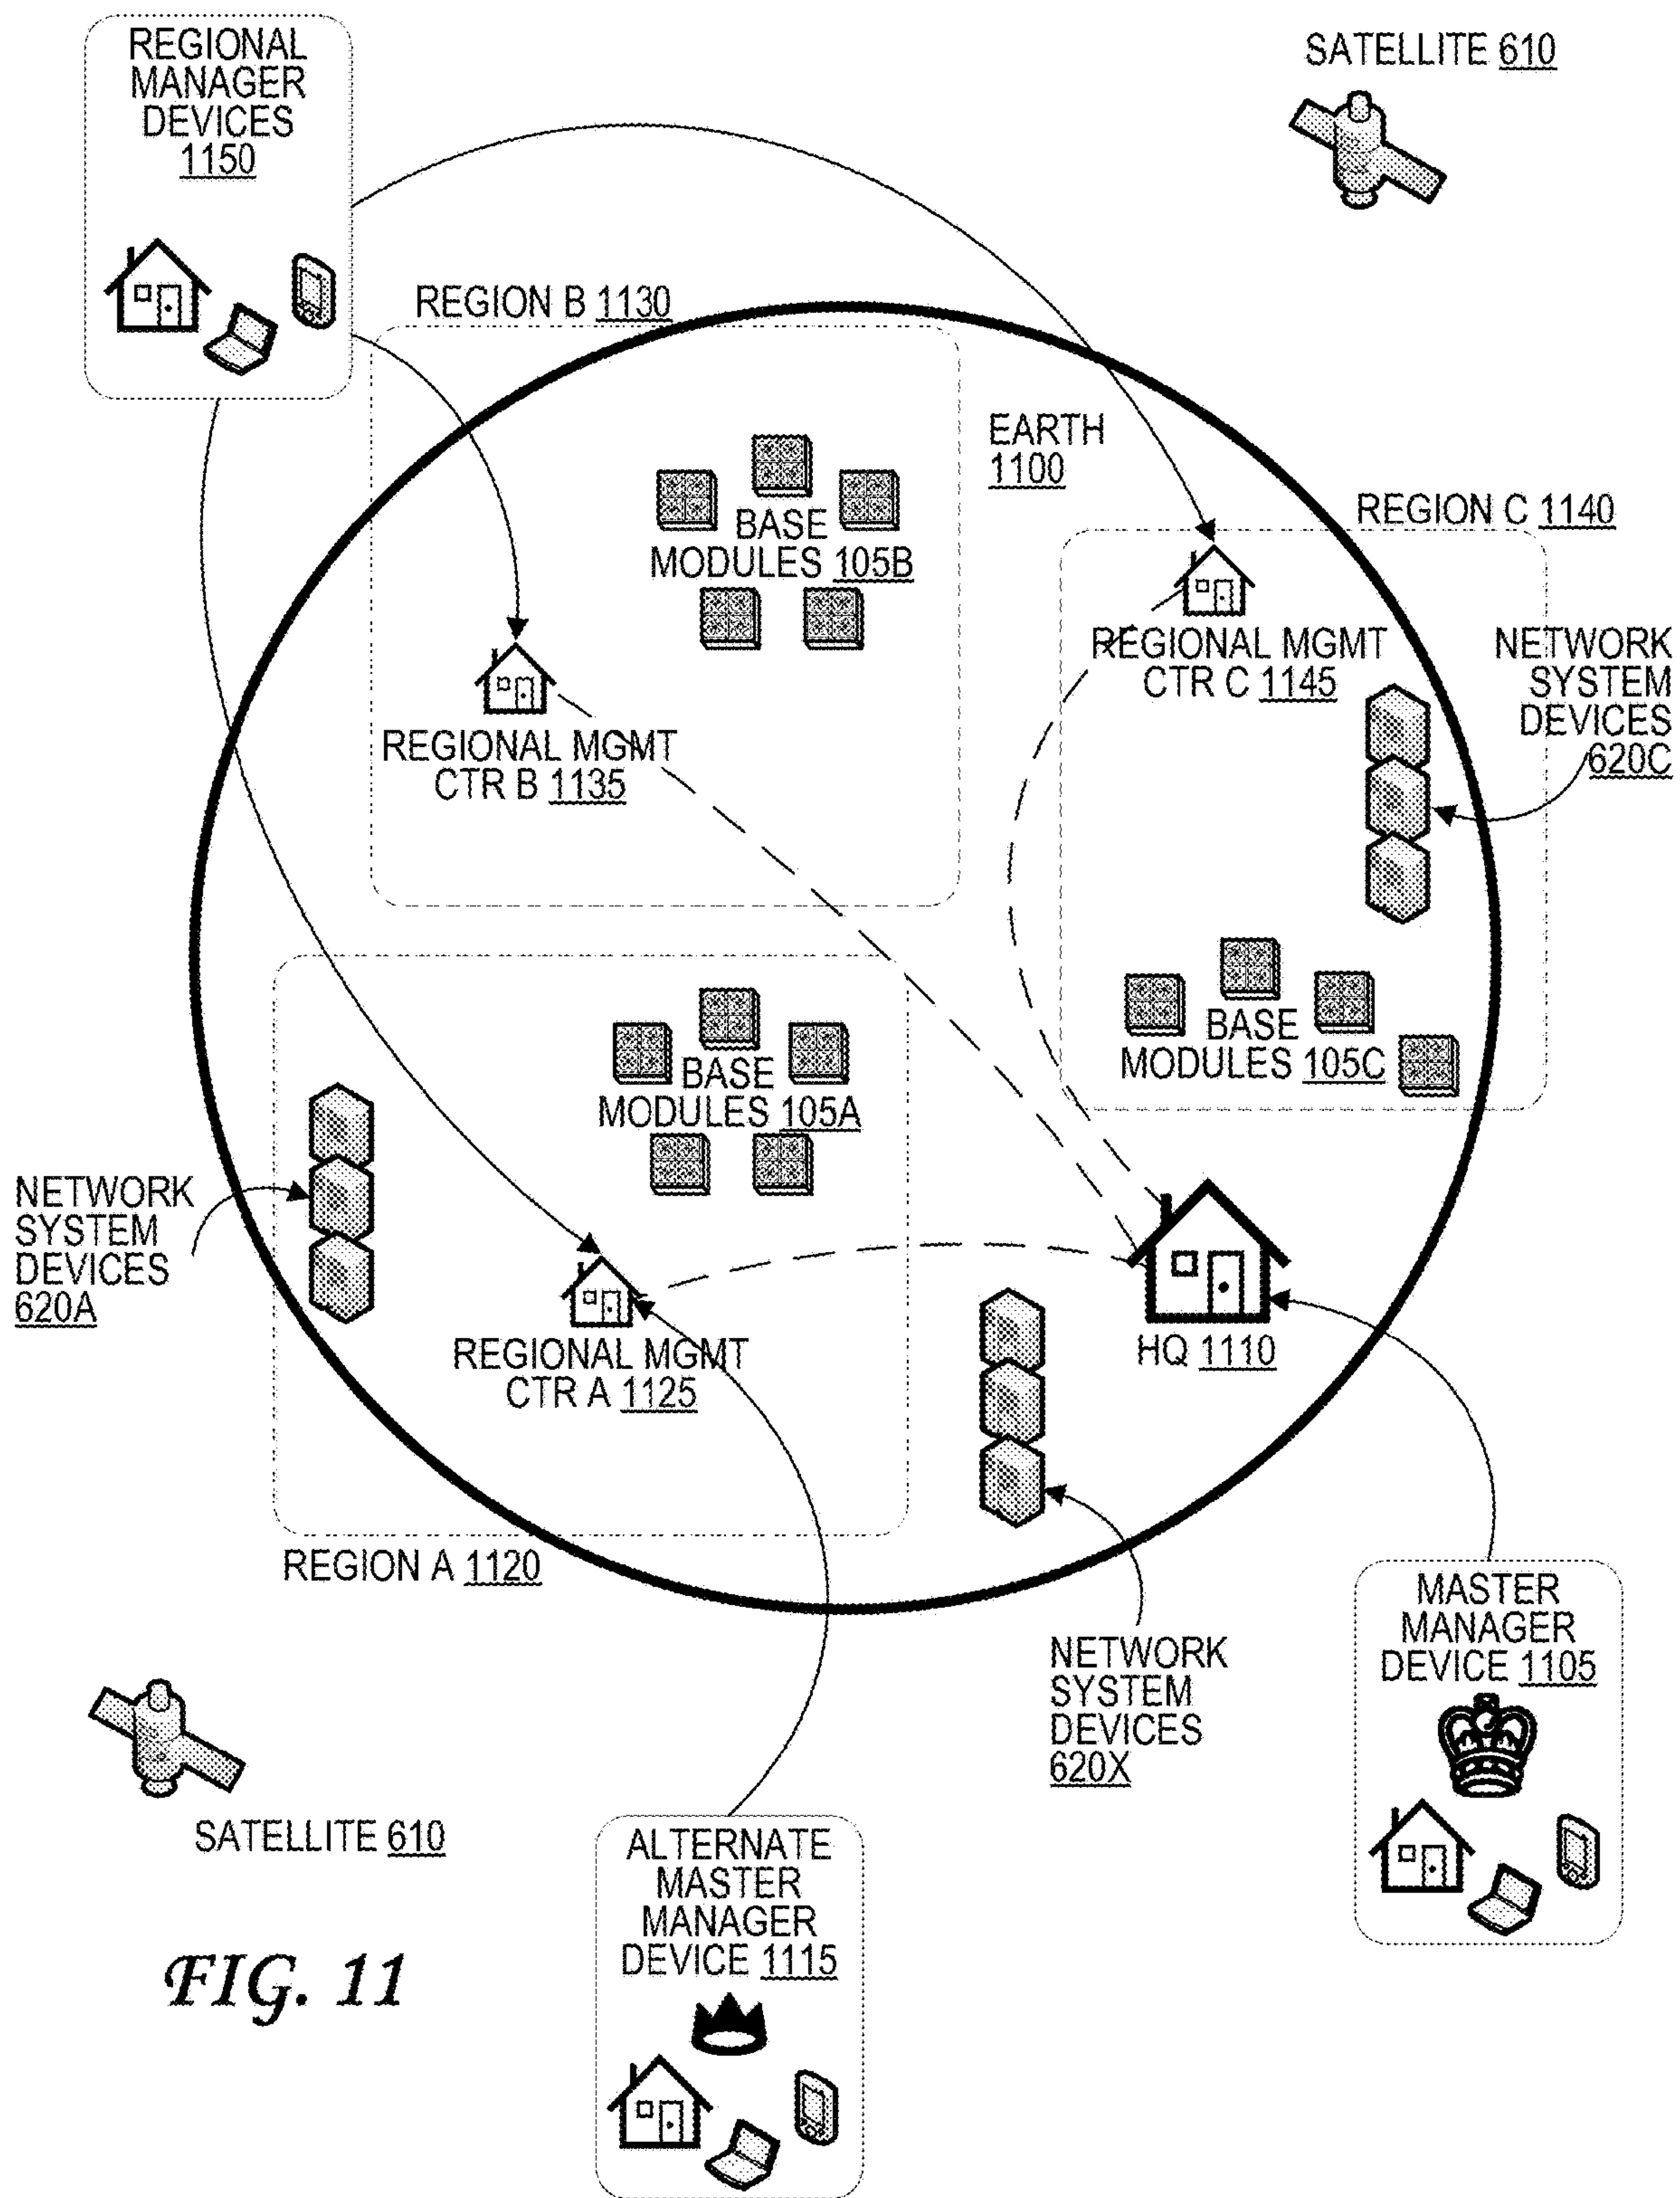 REGIONAL
MANAGER
DEVICES
1150
SATELLITE 610
REGION B 1130
EARTH
1100
BASE
MODULES 105B
REGION C 1140
REGIONAL MGMT
CTR C 1145
NETWORK
SYSTEM
DEVICES
620C
REGIONAL MGMT
CTR B 1135
BASE
MODULES 105C
BASE
MODULES 105A
NETWORK
SYSTEM
DEVICES
620A
REGIONAL MGMT
CTR A 1125
HQ 1110
REGION A 1120
NETWORK
SYSTEM
DEVICES
620X
MASTER
MANAGER
DEVICE 1105
SATELLITE 610
ALTERNATE
MASTER
MANAGER
DEVICE 1115
FIG. 11